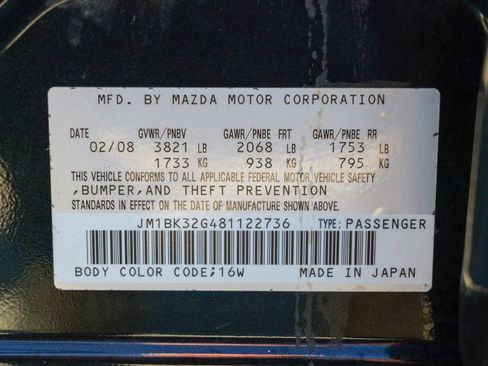 MFD. BY MAZDA MOTOR CORPORATION
DATE GVWR/PNBV GAWR/PNBE FRT GAWR/PNBE RR
02/08 3821 LB 2068 LB 1753 LB
1733 KG 938 KG 795 KG
THIS VEHICLE CONFORMS TO ALL APPLICABLE FEDERAL MOTOR VEHICLE SAFETY
,BUMPER,AND THEFT PREVENTION
STANDARDS IN EFFECT ON THE DATE OF MANUFACTURE SHOWN ABOVE.
JM1BK32G481122736 TYPE:PASSENGER
BODY COLOR CODE;16W MADE IN JAPAN